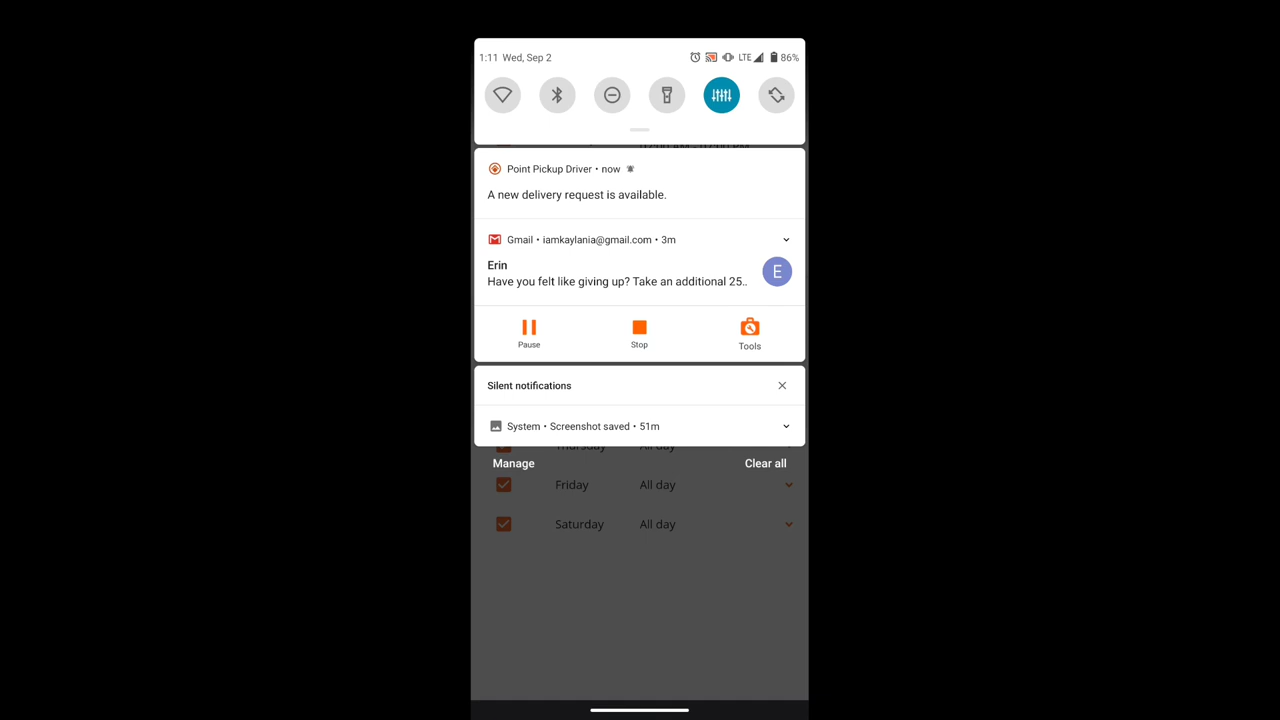 1:11 Wed, Sep 2 LTE 86%
Point Pickup Driver • now
A new delivery request is available.
Gmail • iamkaylania@gmail.com • 3m
Erin
Have you felt like giving up? Take an additional 25..
E
Pause Stop Tools
Silent notifications
System • Screenshot saved • 51m
Thursday All day
Manage Clear all
Friday All day
Saturday All day